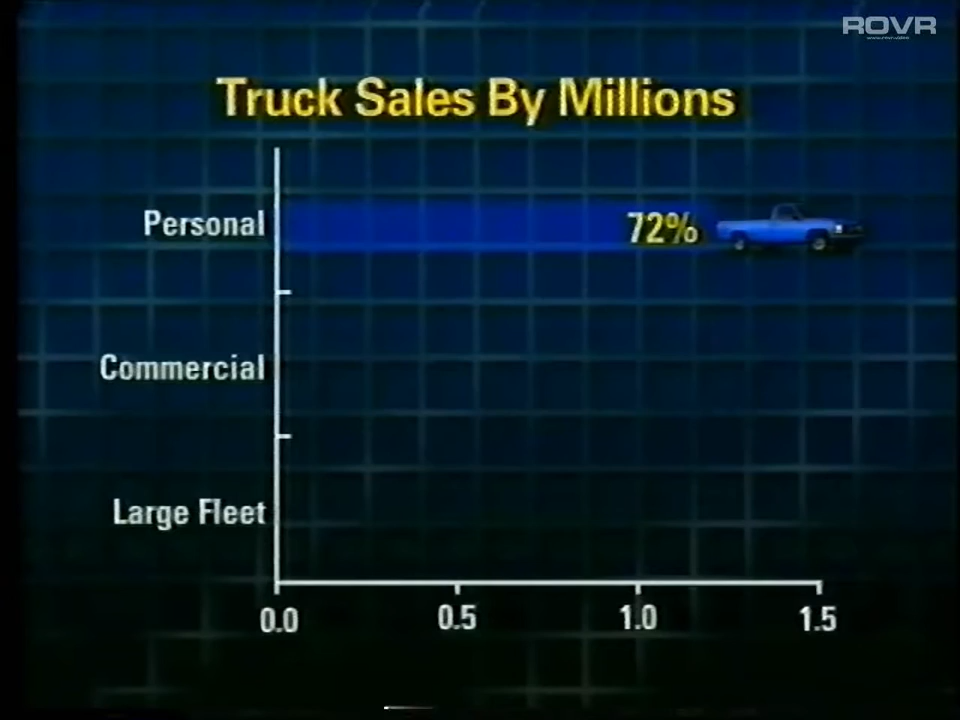 ROVR
Truck Sales By Millions
Personal
72%
Commercial
Large Fleet
0.0
0.5
1.0
1.5